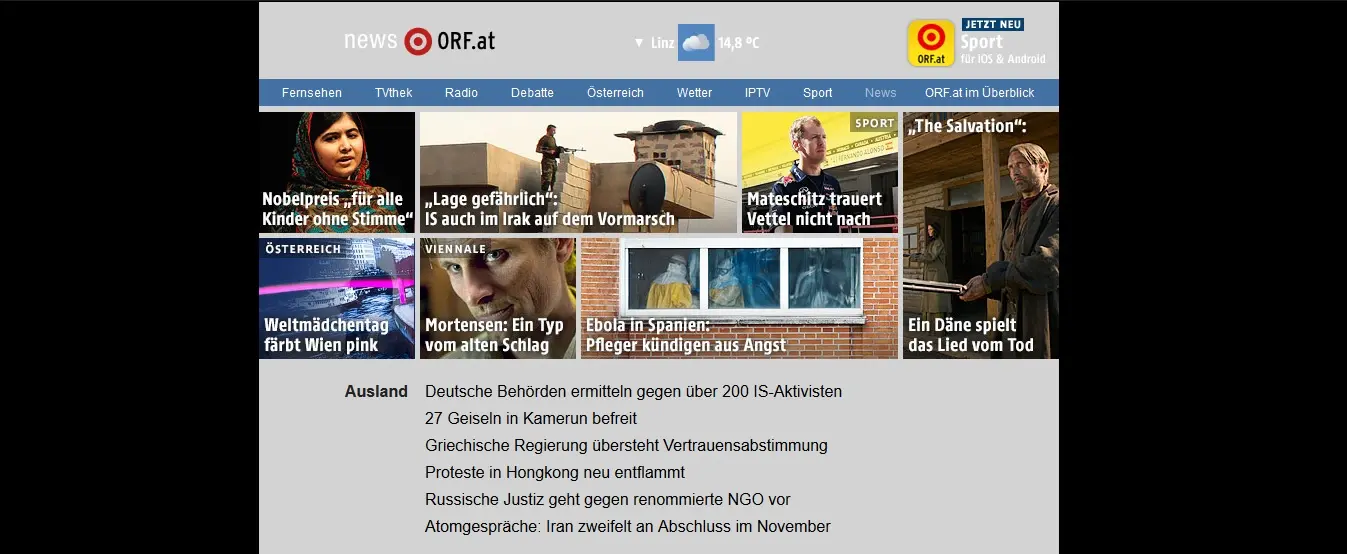 news ORF.at
▼ Linz 14,8 ºC
ORF.at
JETZT NEU
Sport
für IOS & Android
Fernsehen TVthek Radio Debatte Österreich Wetter IPTV Sport News ORF.at im Überblick
Nobelpreis „für alle
Kinder ohne Stimme“
„Lage gefährlich“:
IS auch im Irak auf dem Vormarsch
SPORT
FERNANDO ALONSO
Mateschitz trauert
Vettel nicht nach
„The Salvation“:
Ein Däne spielt
das Lied vom Tod
ÖSTERREICH
Weltmädchentag
färbt Wien pink
VIENNALE
Mortensen: Ein Typ
vom alten Schlag
Ebola in Spanien:
Pfleger kündigen aus Angst
Ausland Deutsche Behörden ermitteln gegen über 200 IS-Aktivisten
27 Geiseln in Kamerun befreit
Griechische Regierung übersteht Vertrauensabstimmung
Proteste in Hongkong neu entflammt
Russische Justiz geht gegen renommierte NGO vor
Atomgespräche: Iran zweifelt an Abschluss im November